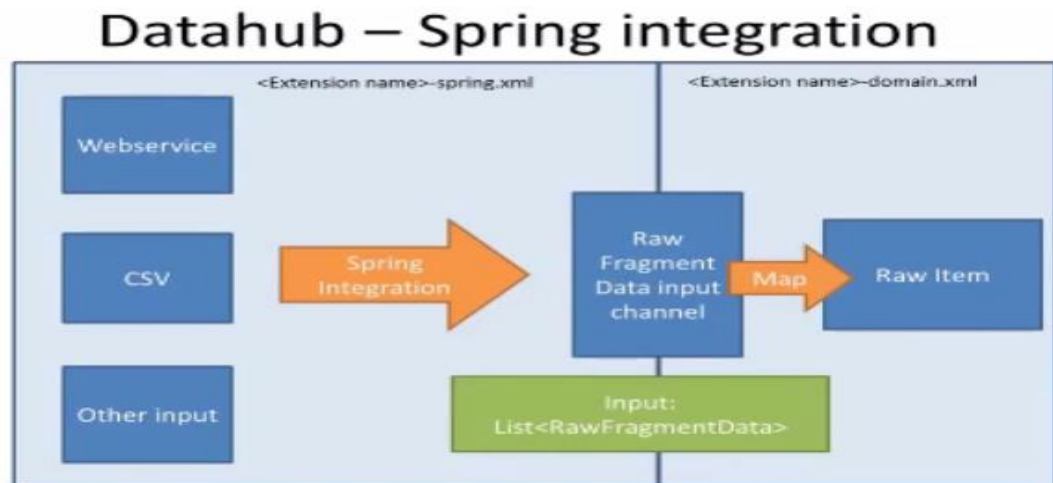 Datahub – Spring integration
<Extension name>-spring.xml
<Extension name>-domain.xml
Webservice
CSV
Other input
Spring
Integration
Raw
Fragment
Data input
channel
Map
Raw Item
Input:
List<RawFragmentData>